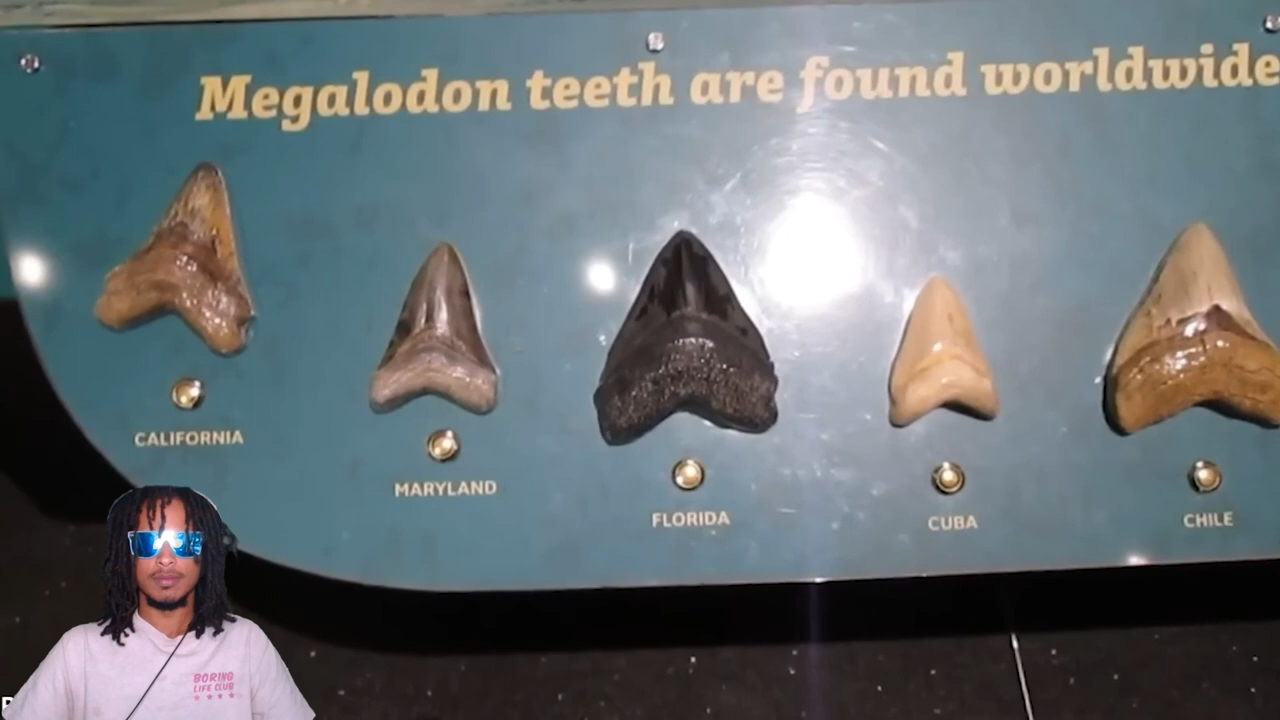 Megalodon teeth are found worldwide
CALIFORNIA
MARYLAND
FLORIDA
CUBA
CHILE
BORING
LIFE CLUB